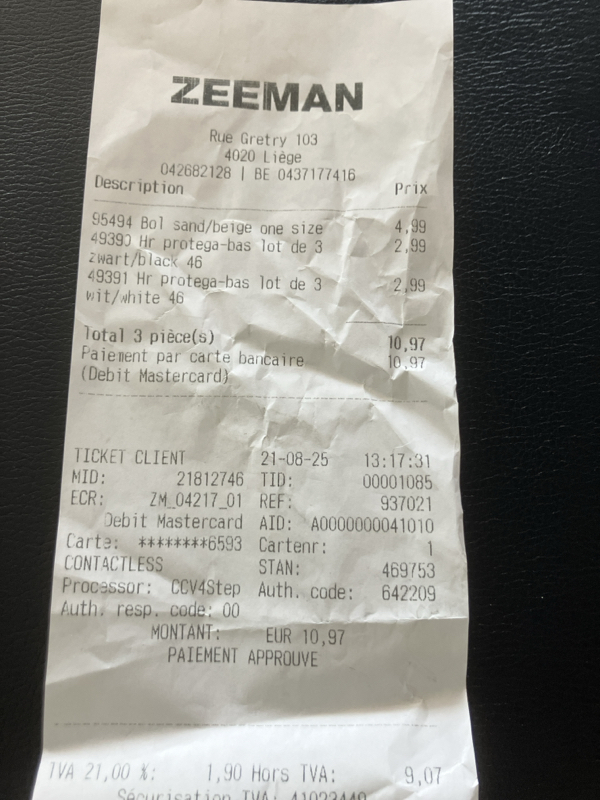 ZEEMAN
Rue Gretry 103
4020 Liège
042682128 | BE 0437177416
Description Prix
95494 Bol sand/beige one size 4,99
49390 Hr protega-bas lot de 3 2,99
zwart/black 46
49391 Hr protega-bas lot de 3 2,99
wit/white 46
Total 3 pièce(s) 10,97
Paiement par carte bancaire 10,97
(Debit Mastercard)
TICKET CLIENT 21-08-25 13:17:31
MID: 21812746 TID: 00001085
ECR: ZM_04217_01 REF: 937021
Debit Mastercard AID: A0000000041010
Carte: ********6593 Cartenr: 1
CONTACTLESS STAN: 469753
Processor: CCV4Step Auth. code: 642209
Auth. resp. code: 00
MONTANT: EUR 10,97
PAIEMENT APPROUVE
TVA 21,00 %: 1,90 Hors TVA: 9,07
Sécurisation TVA: